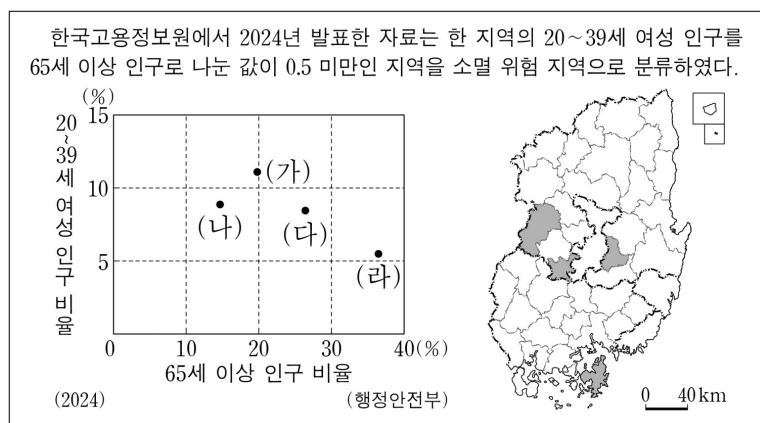 한국고용정보원에서 2024년 발표한 자료는 한 지역의 20~39세 여성 인구를
65세 이상 인구로 나눈 값이 0.5 미만인 지역을 소멸 위험 지역으로 분류하였다.
(%)
20~39세 여성 인구 비율
15
10
5
0
10
20
30
40(%)
(가)
(나)
(다)
(라)
65세 이상 인구 비율
(2024)
(행정안전부)
0 40 km